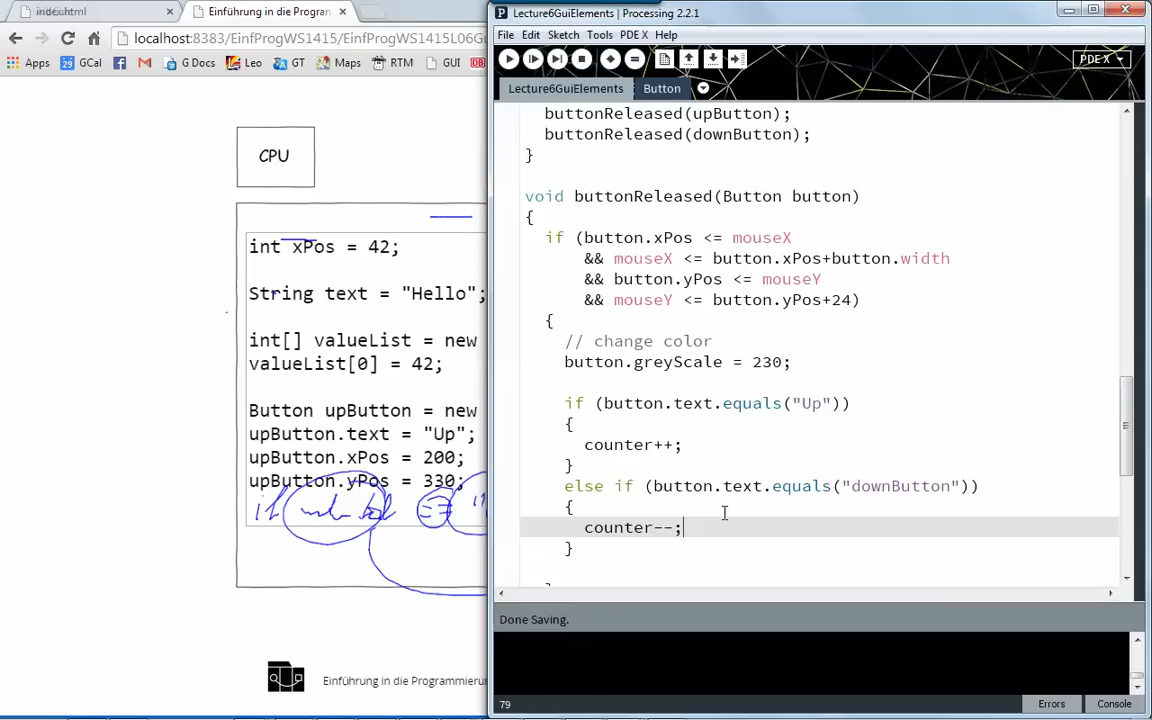 index.html
Einführung in die Program
Lecture6GuiElements | Processing 2.2.1
localhost:8383/EinfProgWS1415/EinfProgWS1415L06Gu
File Edit Sketch Tools PDE X Help
Apps GCal M G Docs Leo GT Maps RTM GUI DB
PDE X
Lecture6GuiElements Button
CPU
int xPos = 42;
String text = "Hello";
int[] valueList = new
valueList[0] = 42;
Button upButton = new
upButton.text = "Up";
upButton.xPos = 200;
upButton.yPos = 330;
if
Einführung in die Programmierun
buttonReleased(upButton);
buttonReleased(downButton);
}
void buttonReleased(Button button)
{
if (button.xPos <= mouseX
&& mouseX <= button.xPos+button.width
&& button.yPos <= mouseY
&& mouseY <= button.yPos+24)
{
// change color
button.greyScale = 230;
if (button.text.equals("Up"))
{
counter++;
}
else if (button.text.equals("downButton"))
{
counter--;
}
Done Saving.
79
Errors Console